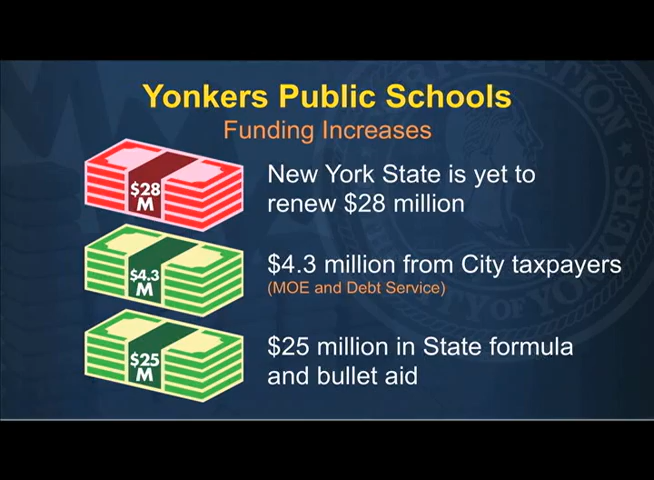 Yonkers Public Schools
Funding Increases
$28
M
New York State is yet to
renew $28 million
$4.3
M
$4.3 million from City taxpayers
(MOE and Debt Service)
$25
M
$25 million in State formula
and bullet aid